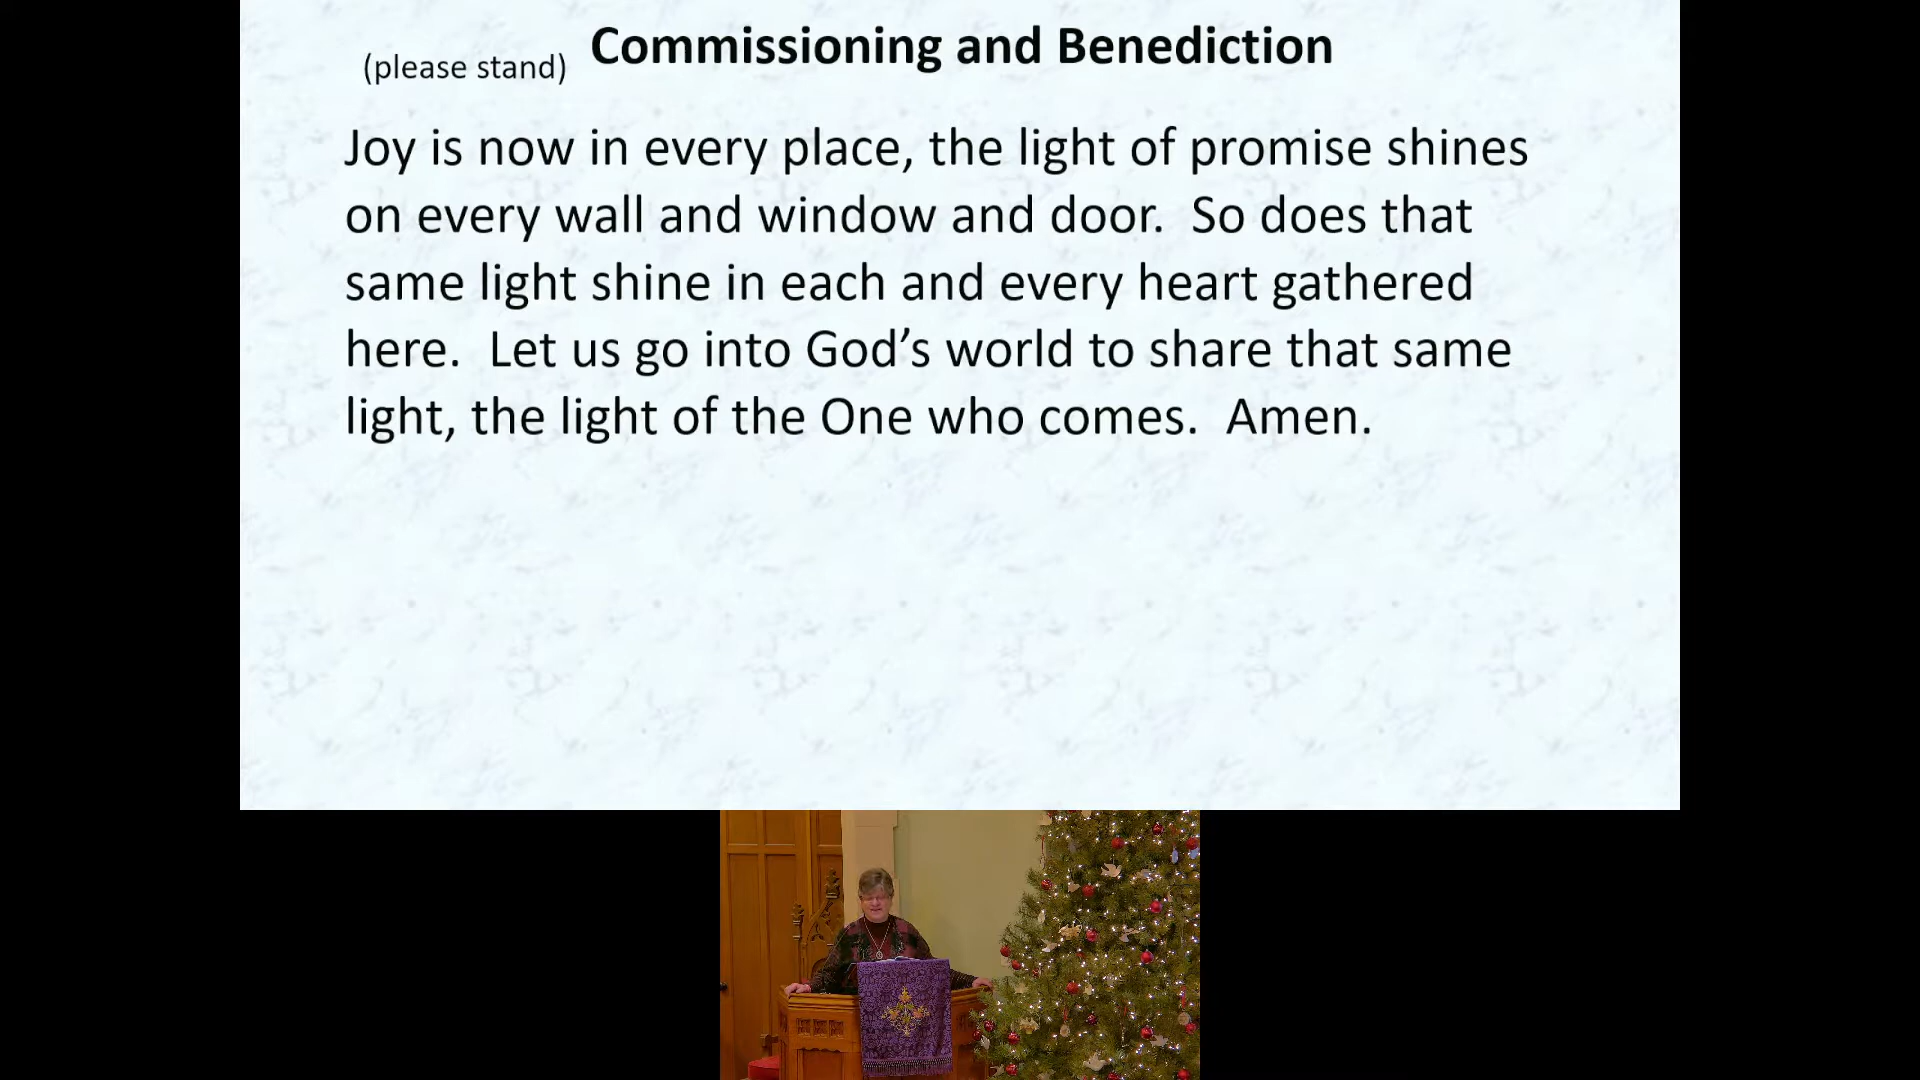 (please stand) Commissioning and Benediction
Joy is now in every place, the light of promise shines
on every wall and window and door.  So does that
same light shine in each and every heart gathered
here.  Let us go into God’s world to share that same
light, the light of the One who comes.  Amen.